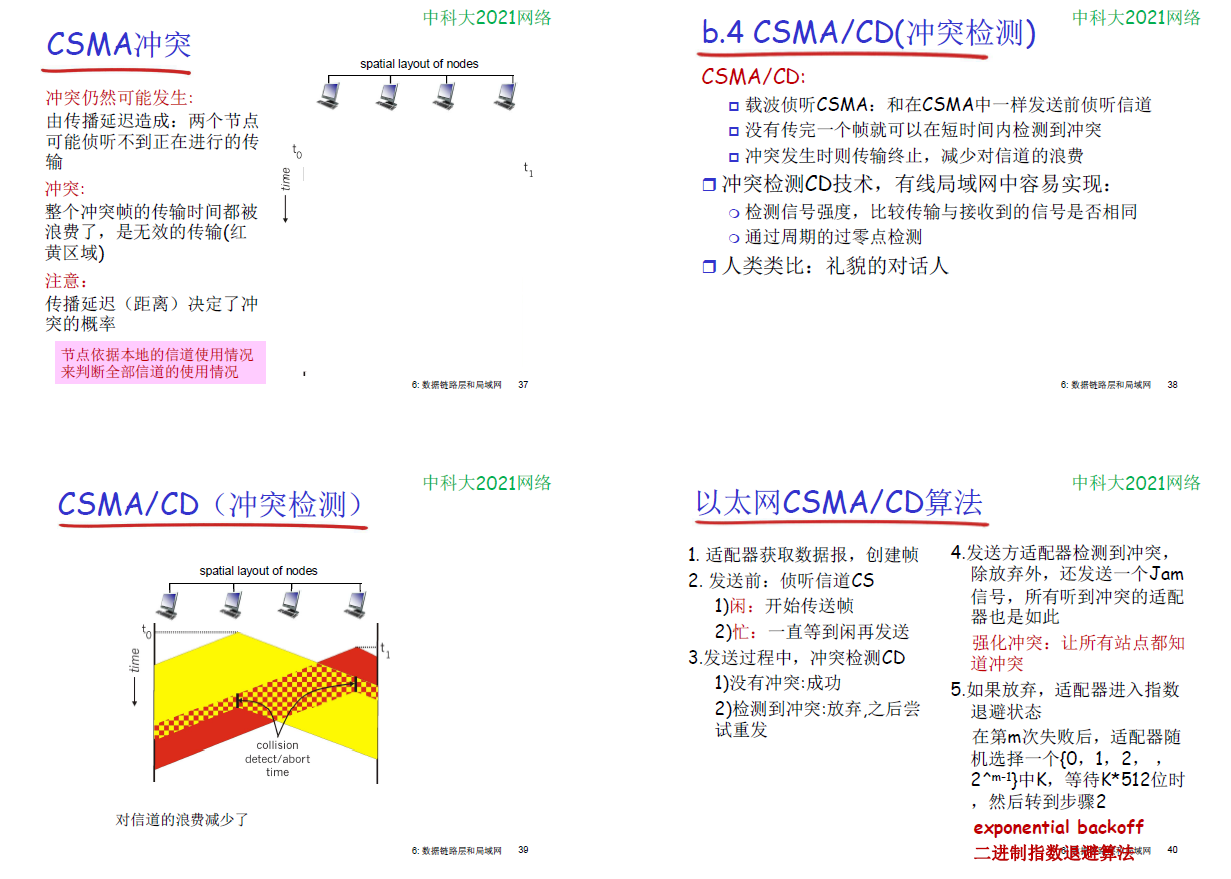 中科大2021网络
CSMA冲突
冲突仍然可能发生:
由传播延迟造成：两个节点
可能侦听不到正在进行的传
输
冲突:
整个冲突帧的传输时间都被
浪费了，是无效的传输(红
黄区域)
注意：
传播延迟（距离）决定了冲
突的概率
节点依据本地的信道使用情况
来判断全部信道的使用情况
spatial layout of nodes
t0
t1
time
6: 数据链路层和局域网 37
中科大2021网络
b.4 CSMA/CD(冲突检测)
CSMA/CD:
载波侦听CSMA：和在CSMA中一样发送前侦听信道
没有传完一个帧就可以在短时间内检测到冲突
冲突发生时则传输终止，减少对信道的浪费
冲突检测CD技术，有线局域网中容易实现：
检测信号强度，比较传输与接收到的信号是否相同
通过周期的过零点检测
人类类比：礼貌的对话人
6: 数据链路层和局域网 38
中科大2021网络
CSMA/CD（冲突检测）
spatial layout of nodes
t0
t1
time
collision
detect/abort
time
对信道的浪费减少了
6: 数据链路层和局域网 39
中科大2021网络
以太网CSMA/CD算法
1. 适配器获取数据报，创建帧
2. 发送前：侦听信道CS
1)闲：开始传送帧
2)忙：一直等到闲再发送
3.发送过程中，冲突检测CD
1)没有冲突:成功
2)检测到冲突:放弃,之后尝
试重发
4.发送方适配器检测到冲突，
除放弃外，还发送一个Jam
信号，所有听到冲突的适配
器也是如此
强化冲突：让所有站点都知
道冲突
5.如果放弃，适配器进入指数
退避状态
在第m次失败后，适配器随
机选择一个{0，1，2， ，
2^m-1}中K，等待K*512位时
，然后转到步骤2
exponential backoff
二进制指数退避算法
6: 数据链路层和局域网 40